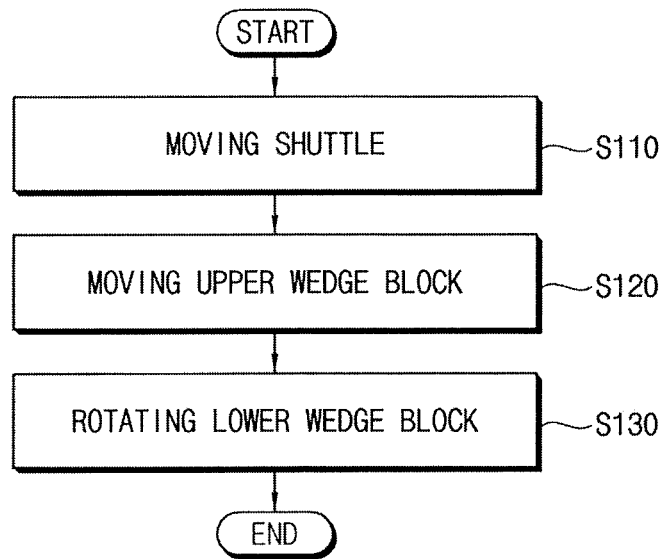 START
MOVING SHUTTLE
S110
MOVING UPPER WEDGE BLOCK
S120
ROTATING LOWER WEDGE BLOCK
S130
END